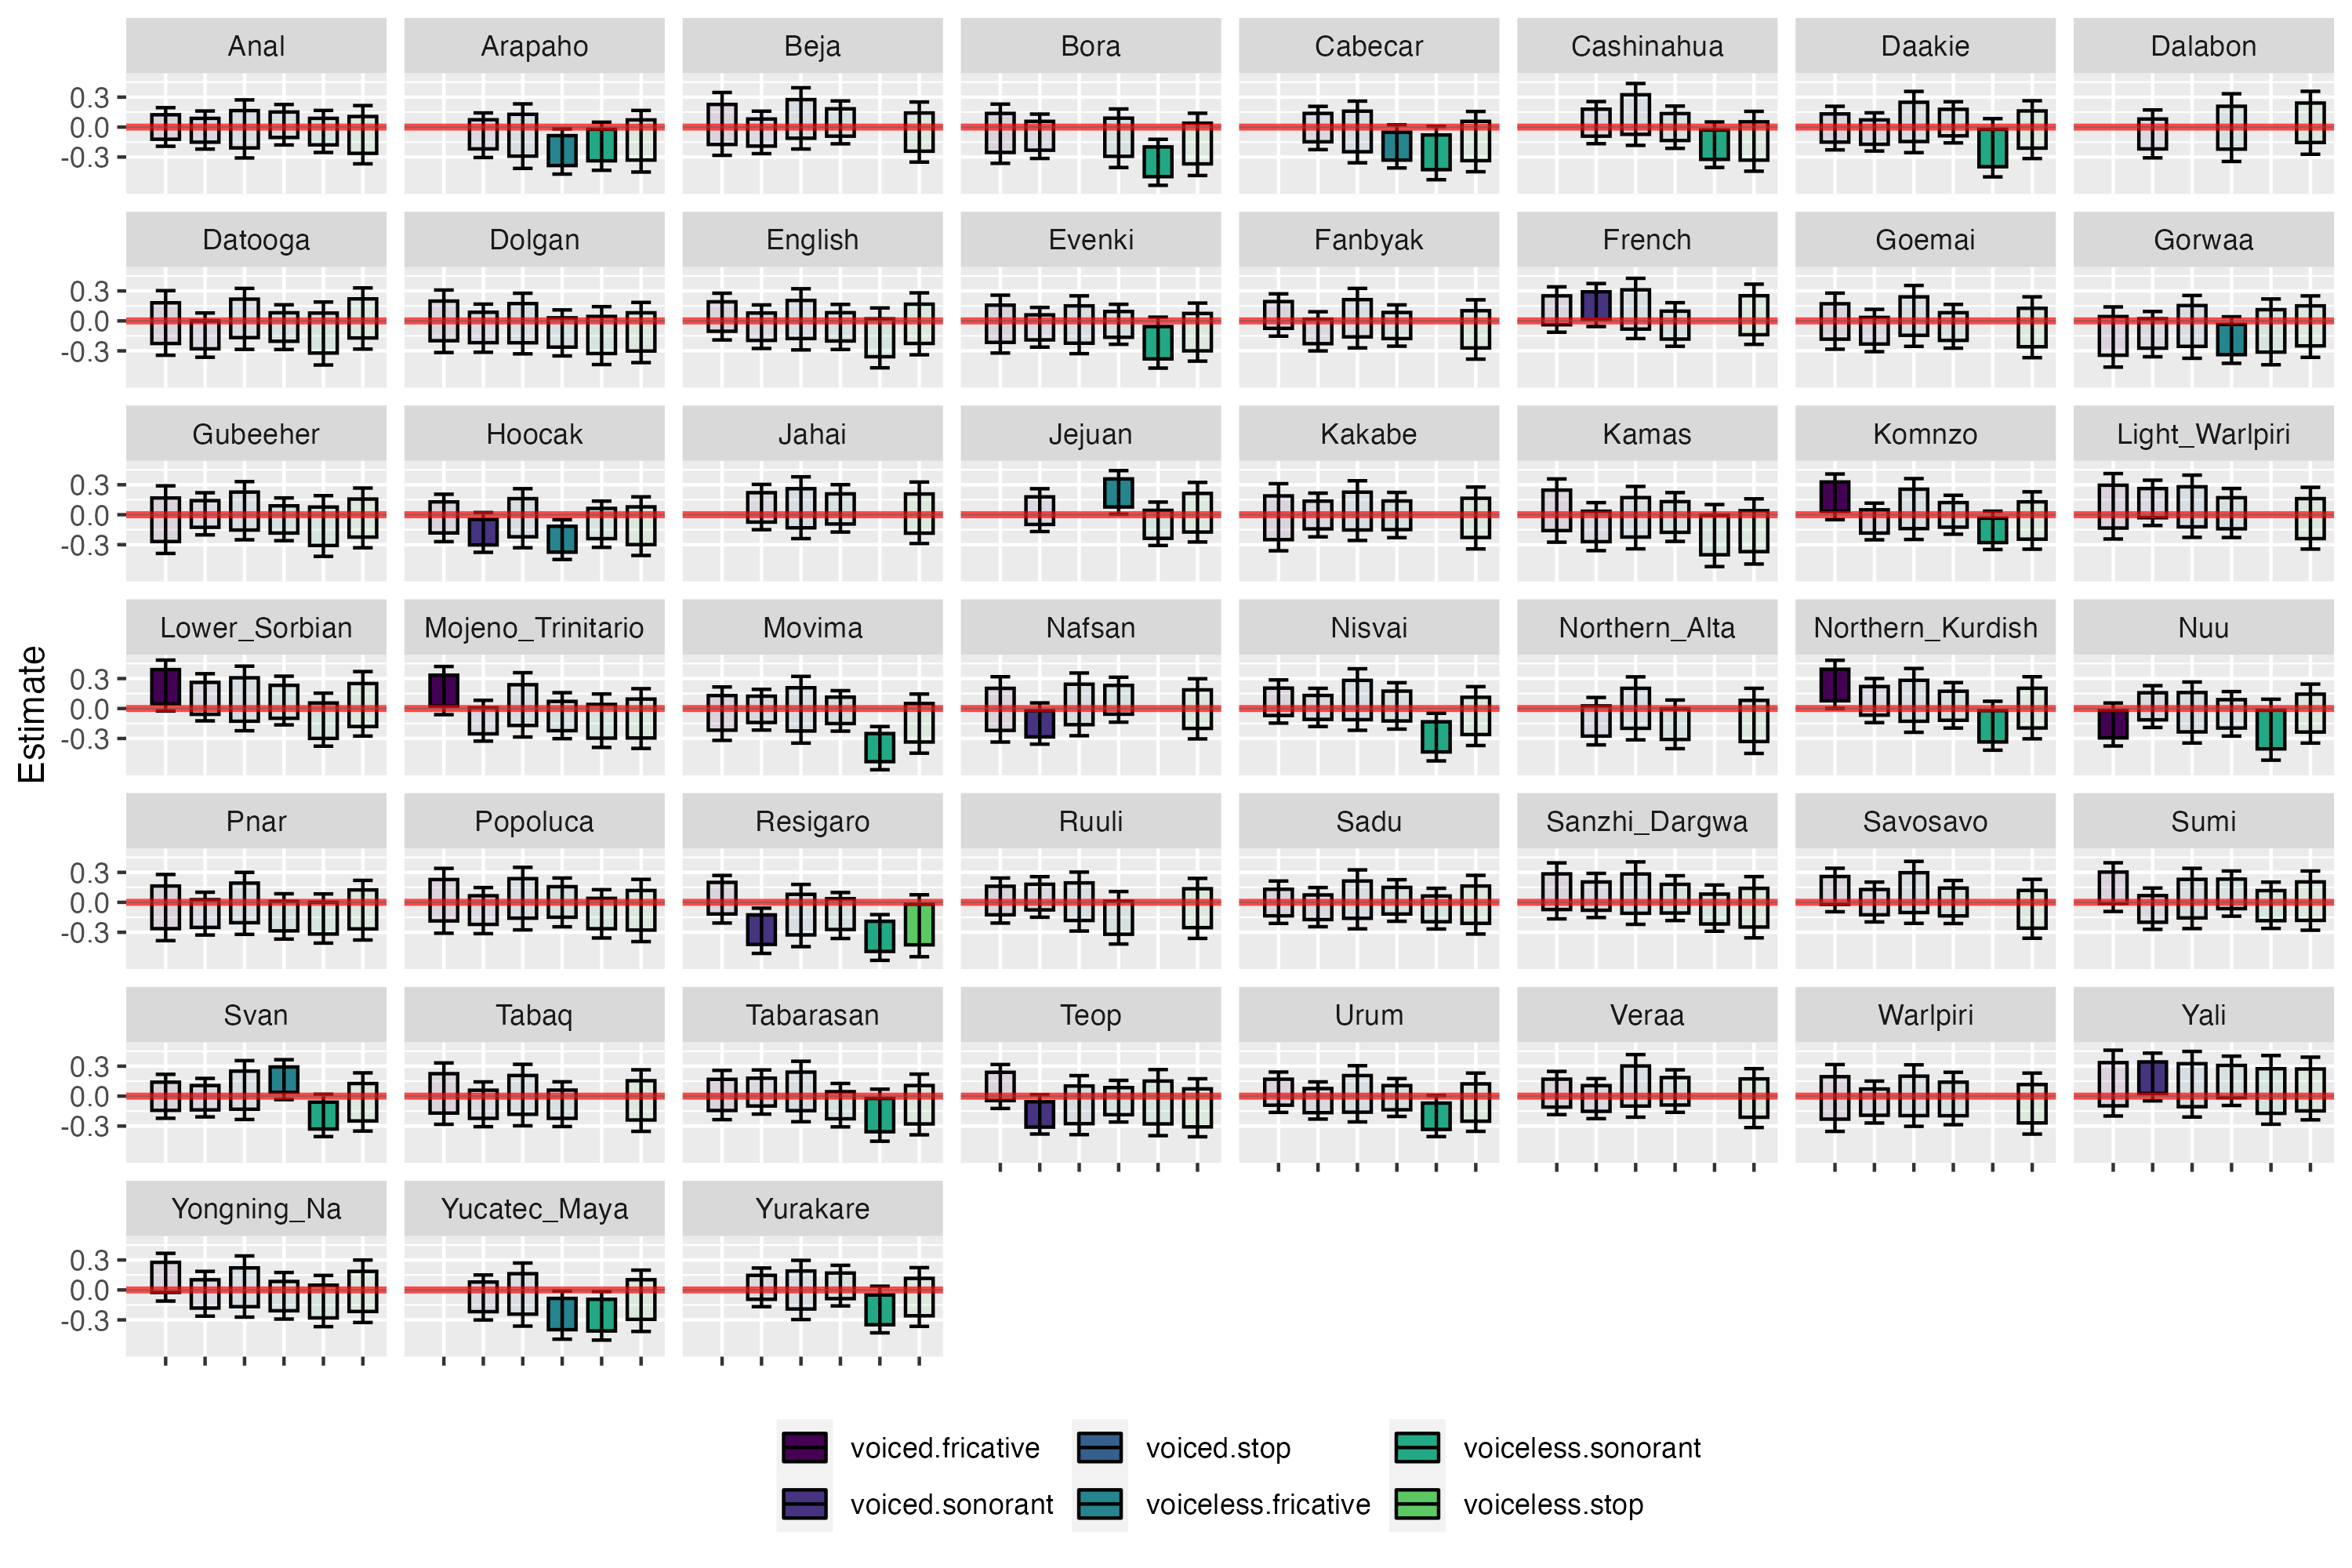 Anal Arapaho Beja Bora Cabecar Cashinahua Daakie Dalabon
0.3
0.0
-0.3
Datooga Dolgan English Evenki Fanbyak French Goemai Gorwaa
0.3
0.0
-0.3
Gubeeher Hoocak Jahai Jejuan Kakabe Kamas Komnzo Light_Warlpiri
0.3
0.0
-0.3
Lower_Sorbian Mojeno_Trinitario Movima Nafsan Nisvai Northern_Alta Northern_Kurdish Nuu
0.3
0.0
-0.3
Estimate
Pnar Popoluca Resigaro Ruuli Sadu Sanzhi_Dargwa Savosavo Sumi
0.3
0.0
-0.3
Svan Tabaq Tabarasan Teop Urum Veraa Warlpiri Yali
0.3
0.0
-0.3
Yongning_Na Yucatec_Maya Yurakare
0.3
0.0
-0.3
voiced.fricative voiced.stop voiceless.sonorant
voiced.sonorant voiceless.fricative voiceless.stop